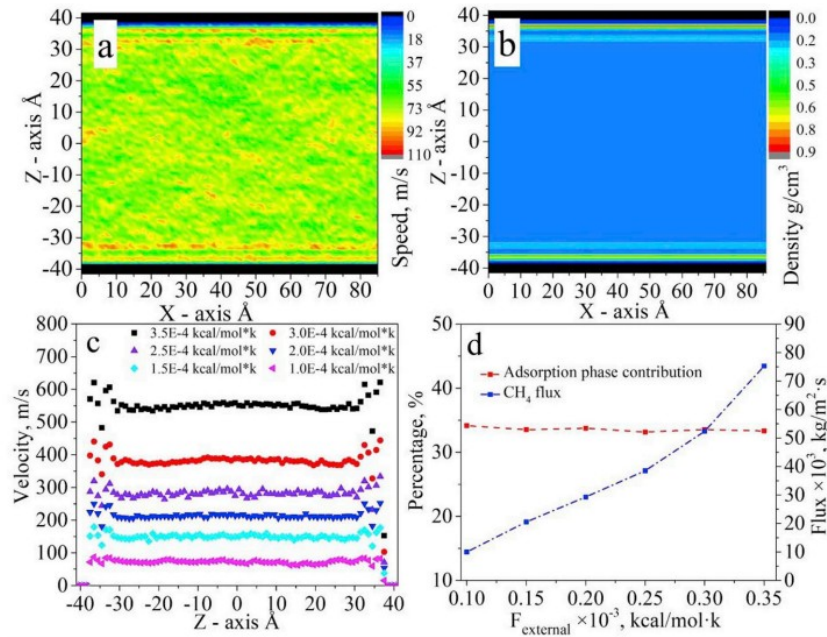 a
Z - axis Å
40
30
20
10
0
-10
-20
-30
-40
0 10 20 30 40 50 60 70 80
X - axis Å
0
18
37
55
73
92
110
Speed, m/s
b
Z - axis Å
40
30
20
10
0
-10
-20
-30
-40
0 10 20 30 40 50 60 70 80
X - axis Å
0.0
0.1
0.2
0.3
0.4
0.5
0.6
0.8
0.9
Density g/cm³
c
3.5E-4 kcal/mol*k 3.0E-4 kcal/mol*k
2.5E-4 kcal/mol*k 2.0E-4 kcal/mol*k
1.5E-4 kcal/mol*k 1.0E-4 kcal/mol*k
Velocity, m/s
800
700
600
500
400
300
200
100
0
-40 -30 -20 -10 0 10 20 30 40
Z - axis Å
d
Adsorption phase contribution
CH₄ flux
Percentage, %
50
40
30
20
10
0.10 0.15 0.20 0.25 0.30 0.35
F external ×10⁻³, kcal/mol·k
90
80
70
60
50
40
30
20
10
0
Flux ×10³, kg/m²·s